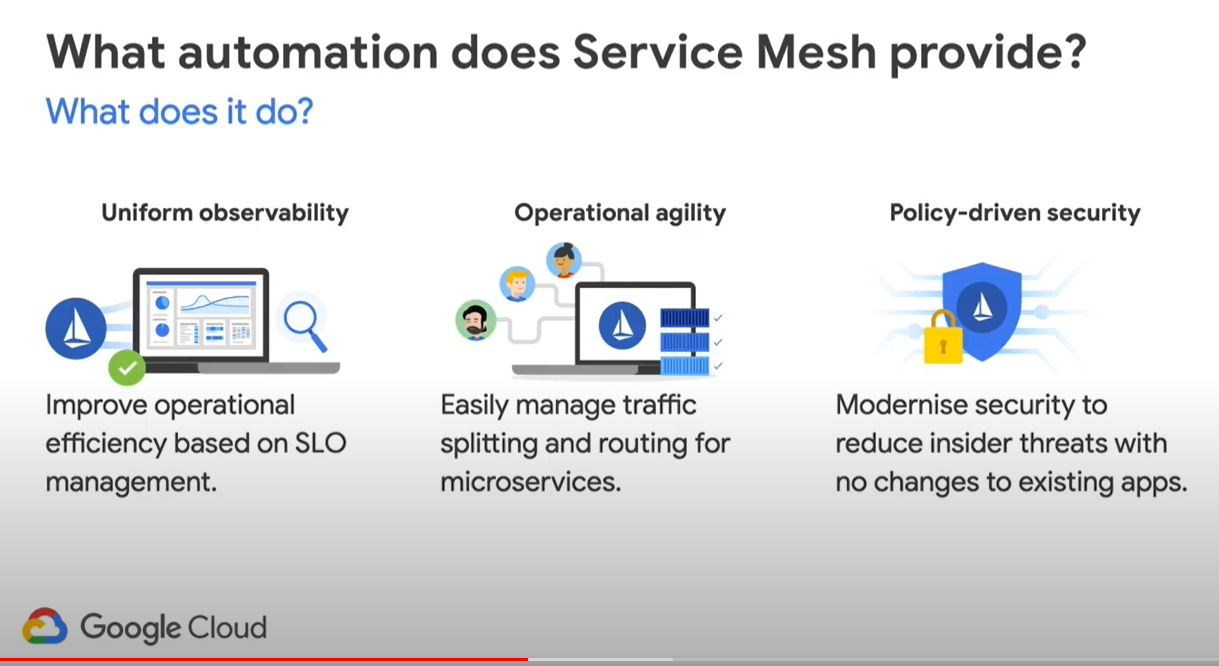 What automation does Service Mesh provide?
What does it do?
Uniform observability
Improve operational
efficiency based on SLO
management.
Operational agility
Easily manage traffic
splitting and routing for
microservices.
Policy-driven security
Modernise security to
reduce insider threats with
no changes to existing apps.
Google Cloud